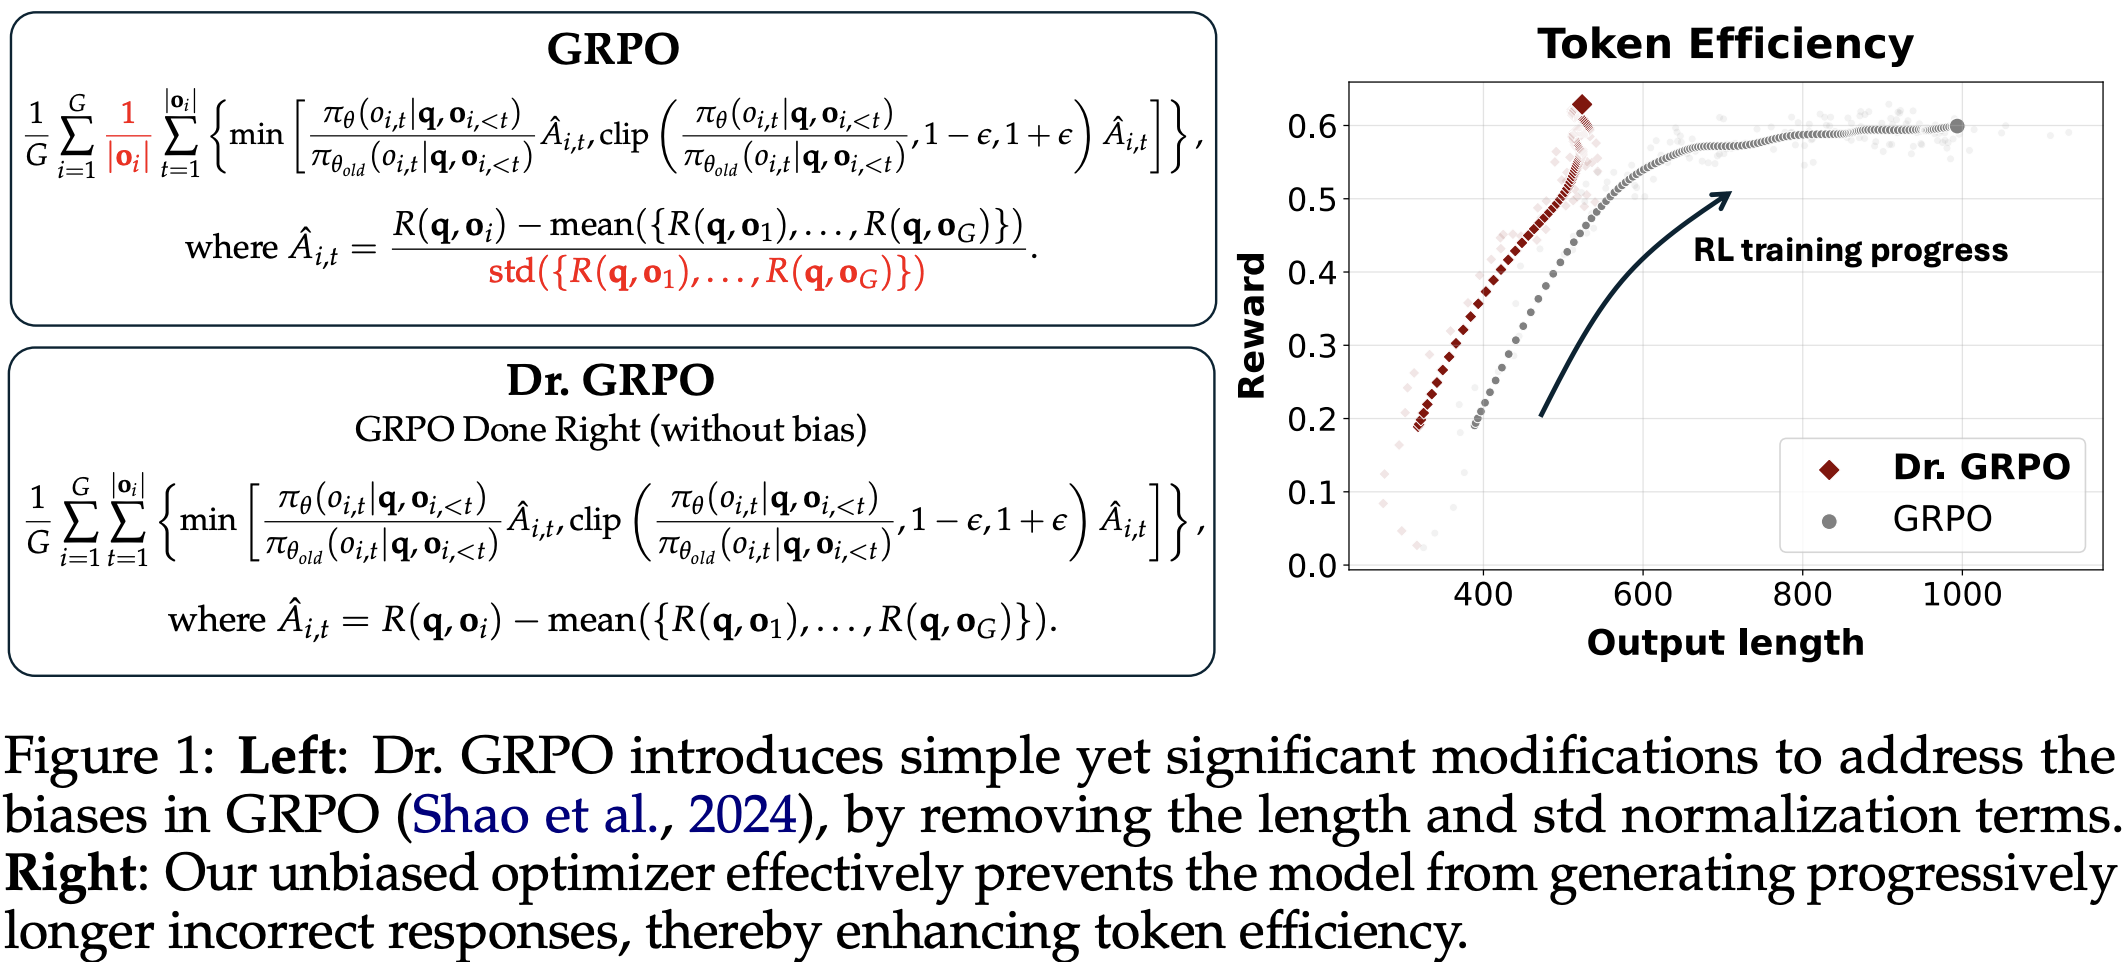 GRPO
1/G ∑_{i=1}^{G} 1/|o_i| ∑_{t=1}^{|o_i|} { min [ π_θ(o_{i,t}|q, o_{i,<t}) / π_{θ_old}(o_{i,t}|q, o_{i,<t}) Â_{i,t}, clip ( π_θ(o_{i,t}|q, o_{i,<t}) / π_{θ_old}(o_{i,t}|q, o_{i,<t}), 1 − ϵ, 1 + ϵ ) Â_{i,t} ] },
where Â_{i,t} = R(q, o_i) − mean({R(q, o_1), . . . , R(q, o_G)}) / std({R(q, o_1), . . . , R(q, o_G)}).
Dr. GRPO
GRPO Done Right (without bias)
1/G ∑_{i=1}^{G} ∑_{t=1}^{|o_i|} { min [ π_θ(o_{i,t}|q, o_{i,<t}) / π_{θ_old}(o_{i,t}|q, o_{i,<t}) Â_{i,t}, clip ( π_θ(o_{i,t}|q, o_{i,<t}) / π_{θ_old}(o_{i,t}|q, o_{i,<t}), 1 − ϵ, 1 + ϵ ) Â_{i,t} ] },
where Â_{i,t} = R(q, o_i) − mean({R(q, o_1), . . . , R(q, o_G)}).
Token Efficiency
Reward
0.6
0.5
0.4
0.3
0.2
0.1
0.0
RL training progress
Dr. GRPO
GRPO
400 600 800 1000
Output length
Figure 1: Left: Dr. GRPO introduces simple yet significant modifications to address the
biases in GRPO (Shao et al., 2024), by removing the length and std normalization terms.
Right: Our unbiased optimizer effectively prevents the model from generating progressively
longer incorrect responses, thereby enhancing token efficiency.